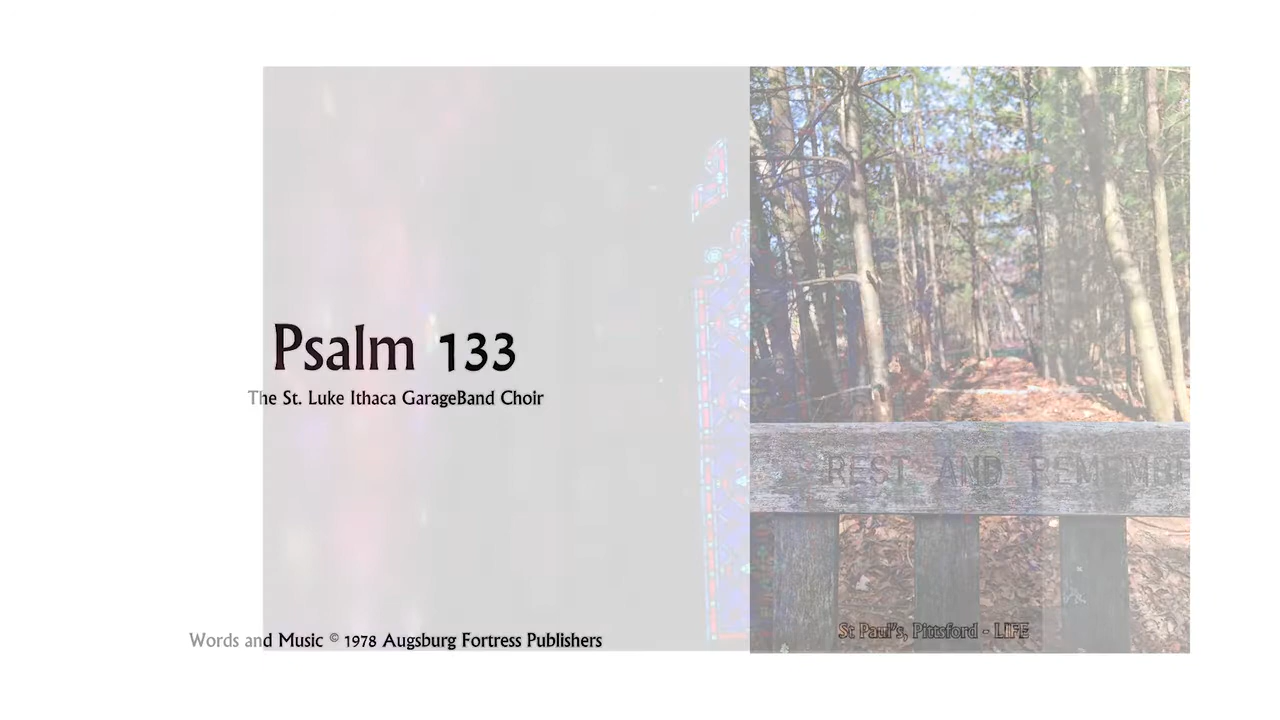 Psalm 133
The St. Luke Ithaca GarageBand Choir
Words and Music © 1978 Augsburg Fortress Publishers
REST AND REMEMBE
St Paul's, Pittsford - LIFE